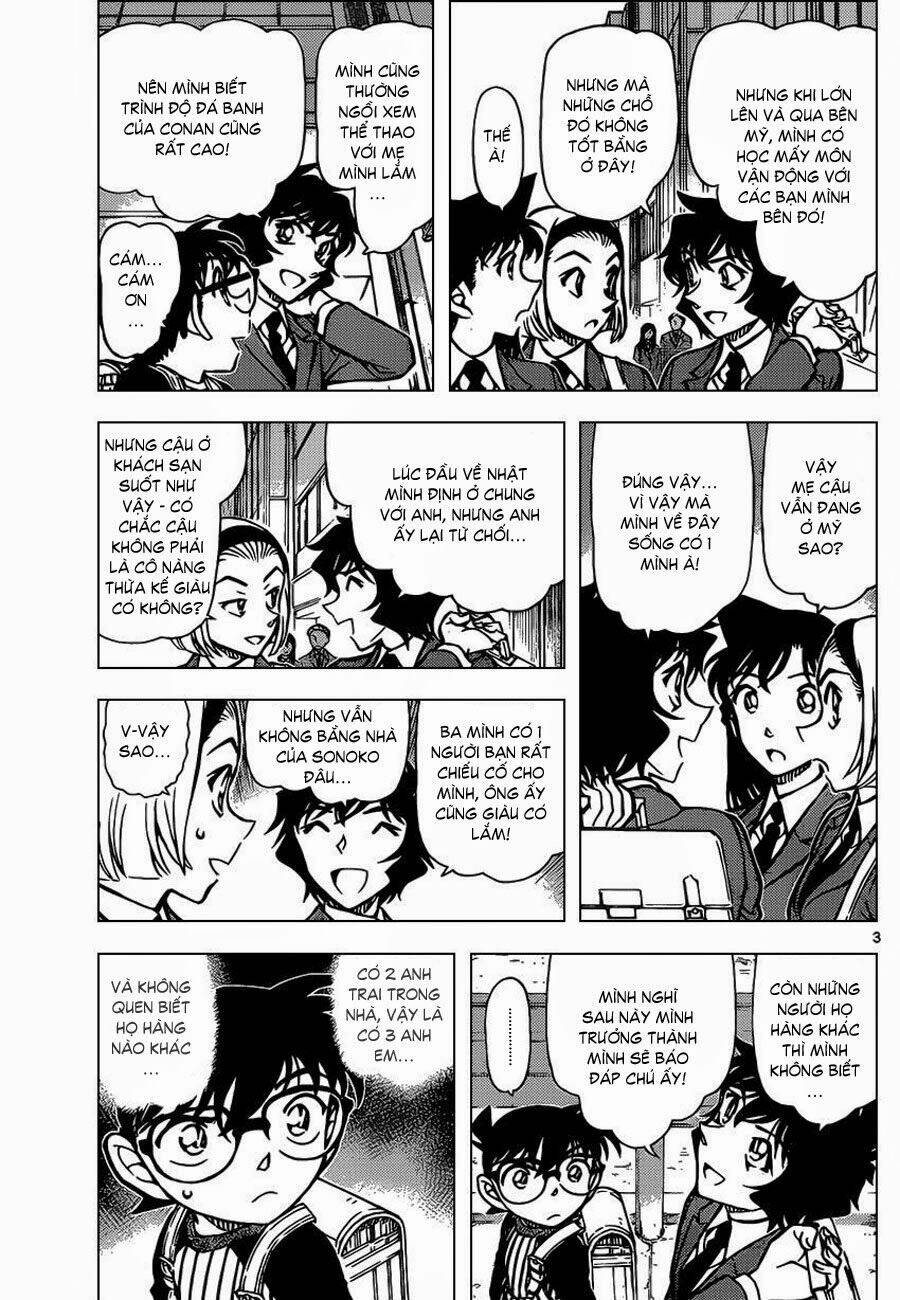 NHƯNG KHI LỚN
LÊN VÀ QUA BÊN
MỸ, MÌNH CÓ
HỌC MẤY MÔN
VẬN ĐỘNG VỚI
CÁC BẠN MÌNH
BÊN ĐÓ!
NHƯNG MÀ
NHỮNG CHỖ
ĐÓ KHÔNG
TỐT BẰNG
Ở ĐÂY!
THẾ
À!
MÌNH CŨNG
THƯỜNG
NGỒI XEM
THỂ THAO
VỚI MẸ
MÌNH LẮM
...
NÊN MÌNH BIẾT
TRÌNH ĐỘ ĐÁ BANH
CỦA CONAN CŨNG
RẤT CAO!
CÁM...
CÁM
ƠN
...
VẬY
MẸ CẬU
VẪN ĐANG
Ở MỸ
SAO?
ĐÚNG VẬY...
VÌ VẬY MÀ
MÌNH VỀ ĐÂY
SỐNG CÓ 1
MÌNH À!
LÚC ĐẦU VỀ NHẬT
MÌNH ĐỊNH Ở CHUNG
VỚI ANH, NHƯNG ANH
ẤY LẠI TỪ CHỐI...
NHƯNG CẬU Ở
KHÁCH SẠN
SUỐT NHƯ
VẬY - CÓ
CHẮC CẬU
KHÔNG PHẢI
LÀ CÔ NÀNG
THỪA KẾ GIÀU
CÓ KHÔNG?
BA MÌNH CÓ 1
NGƯỜI BẠN RẤT
CHIẾU CỐ CHO
MÌNH, ÔNG ẤY
CŨNG GIÀU CÓ
LẮM!
NHƯNG VẪN
KHÔNG BẰNG NHÀ
CỦA SONOKO
ĐÂU...
V-VẬY
SAO...
3
CÒN NHỮNG
NGƯỜI HỌ
HÀNG KHÁC
THÌ MÌNH
KHÔNG BIẾT
...
MÌNH NGHĨ
SAU NÀY MÌNH
TRƯỞNG THÀNH
MÌNH SẼ BÁO
ĐÁP CHÚ ẤY!
.........
CÓ 2 ANH
TRAI TRONG
NHÀ, VẬY LÀ
CÓ 3 ANH
EM...
VÀ KHÔNG
QUEN BIẾT
HỌ HÀNG
NÀO KHÁC
...